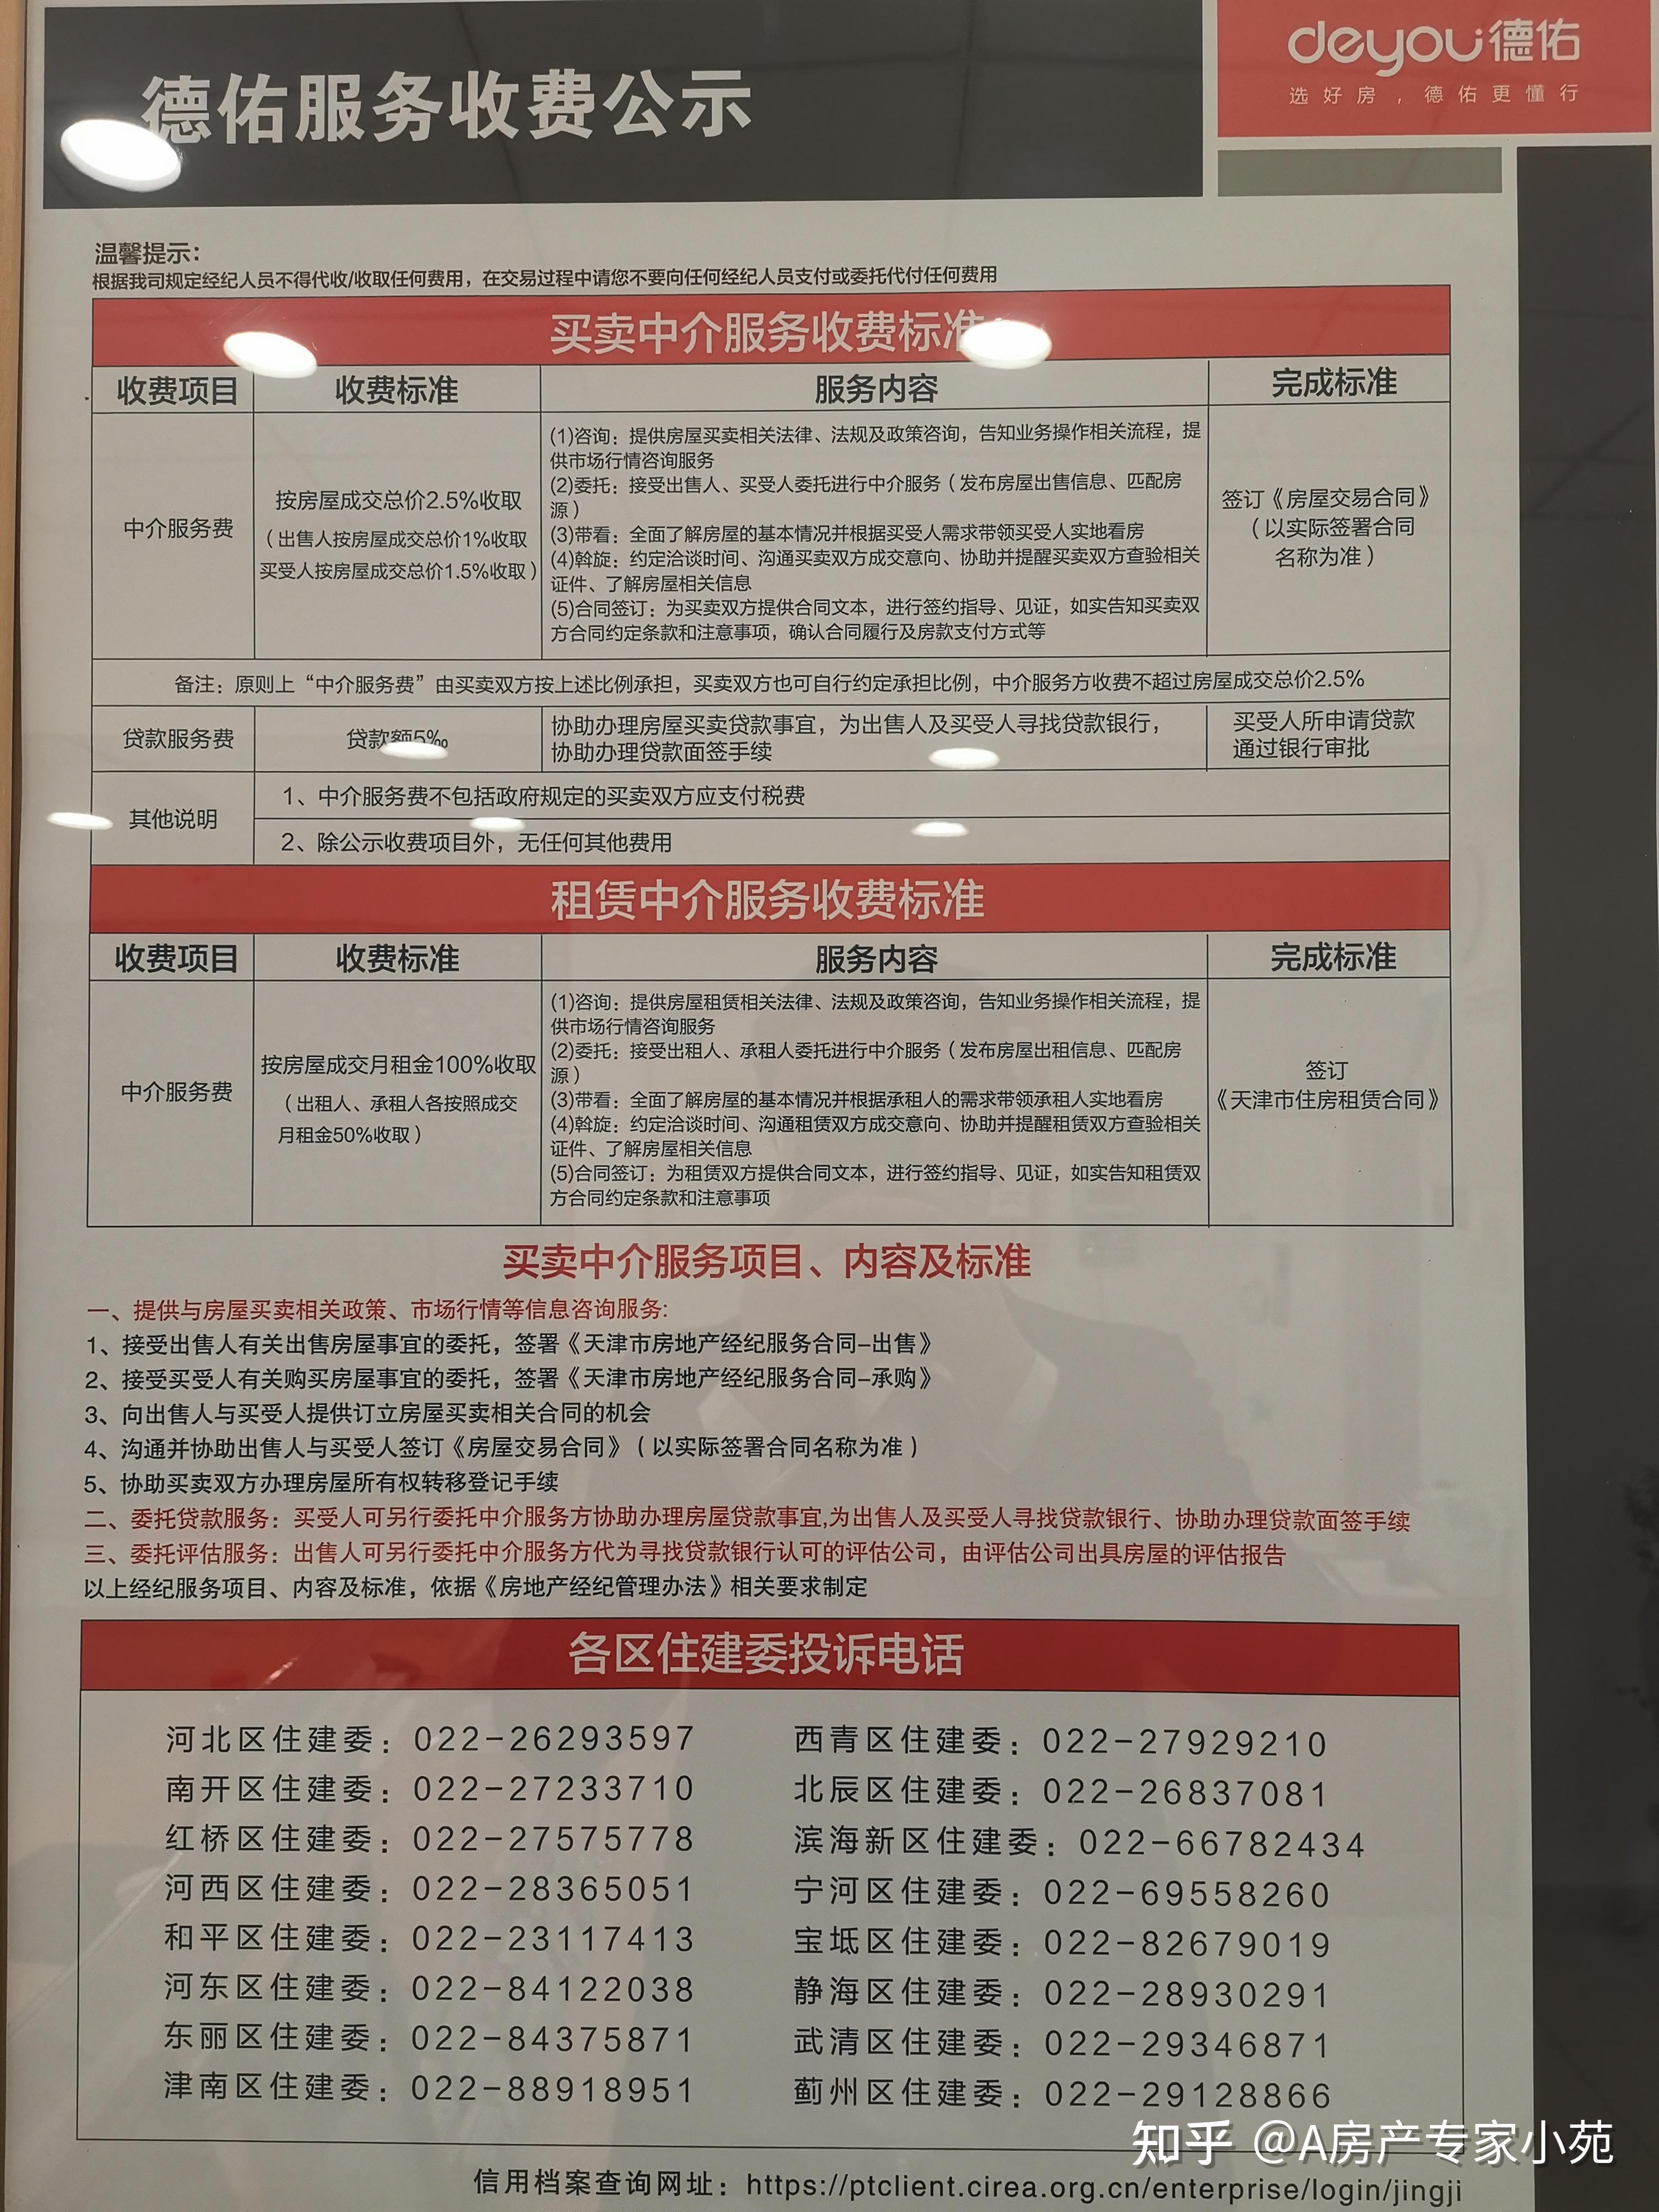 德佑服务收费公示
deyou德佑
选好房，德佑更懂行
温馨提示：
根据我司规定经纪人员不得代收/收取任何费用，在交易过程中请您不要向任何经纪人员支付或委托代付任何费用
买卖中介服务收费标准
收费项目 收费标准 服务内容 完成标准
中介服务费
按房屋成交总价2.5%收取
（出售人按房屋成交总价1%收取
买受人按房屋成交总价1.5%收取）
(1)咨询：提供房屋买卖相关法律、法规及政策咨询，告知业务操作相关流程，提
供市场行情咨询服务
(2)委托：接受出售人、买受人委托进行中介服务（发布房屋出售信息、匹配房
源）
(3)带看：全面了解房屋的基本情况并根据买受人需求带领买受人实地看房
(4)斡旋：约定洽谈时间、沟通买卖双方成交意向、协助并提醒买卖双方查验相关
证件、了解房屋相关信息
(5)合同签订：为买卖双方提供合同文本，进行签约指导、见证，如实告知买卖双
方合同约定条款和注意事项，确认合同履行及房款支付方式等
签订《房屋交易合同》
（以实际签署合同
名称为准）
备注：原则上“中介服务费”由买卖双方按上述比例承担，买卖双方也可自行约定承担比例，中介服务方收费不超过房屋成交总价2.5%
贷款服务费
贷款额5‰
协助办理房屋买卖贷款事宜，为出售人及买受人寻找贷款银行，
协助办理贷款面签手续
买受人所申请贷款
通过银行审批
其他说明
1、中介服务费不包括政府规定的买卖双方应支付税费
2、除公示收费项目外，无任何其他费用
租赁中介服务收费标准
收费项目 收费标准 服务内容 完成标准
中介服务费
按房屋成交月租金100%收取
（出租人、承租人各按照成交
月租金50%收取）
(1)咨询：提供房屋租赁相关法律、法规及政策咨询，告知业务操作相关流程，提
供市场行情咨询服务
(2)委托：接受出租人、承租人委托进行中介服务（发布房屋出租信息、匹配房
源）
(3)带看：全面了解房屋的基本情况并根据承租人的需求带领承租人实地看房
(4)斡旋：约定洽谈时间、沟通租赁双方成交意向、协助并提醒租赁双方查验相关
证件、了解房屋相关信息
(5)合同签订：为租赁双方提供合同文本，进行签约指导、见证，如实告知租赁双
方合同约定条款和注意事项
签订
《天津市住房租赁合同》
买卖中介服务项目、内容及标准
一、提供与房屋买卖相关政策、市场行情等信息咨询服务:
1、接受出售人有关出售房屋事宜的委托，签署《天津市房地产经纪服务合同–出售》
2、接受买受人有关购买房屋事宜的委托，签署《天津市房地产经纪服务合同–承购》
3、向出售人与买受人提供订立房屋买卖相关合同的机会
4、沟通并协助出售人与买受人签订《房屋交易合同》（以实际签署合同名称为准）
5、协助买卖双方办理房屋所有权转移登记手续
二、委托贷款服务：买受人可另行委托中介服务方协助办理房屋贷款事宜,为出售人及买受人寻找贷款银行、协助办理贷款面签手续
三、委托评估服务：出售人可另行委托中介服务方代为寻找贷款银行认可的评估公司，由评估公司出具房屋的评估报告
以上经纪服务项目、内容及标准，依据《房地产经纪管理办法》相关要求制定
各区住建委投诉电话
河北区住建委：022-26293597 西青区住建委：022-27929210
南开区住建委：022-27233710 北辰区住建委：022-26837081
红桥区住建委：022-27575778 滨海新区住建委：022-66782434
河西区住建委：022-28365051 宁河区住建委：022-69558260
和平区住建委：022-23117413 宝坻区住建委：022-82679019
河东区住建委：022-84122038 静海区住建委：022-28930291
东丽区住建委：022-84375871 武清区住建委：022-29346871
津南区住建委：022-88918951 蓟州区住建委：022-29128866
知乎 @A房产专家小苑
信用档案查询网址：https://ptclient.cirea.org.cn/enterprise/login/jingji